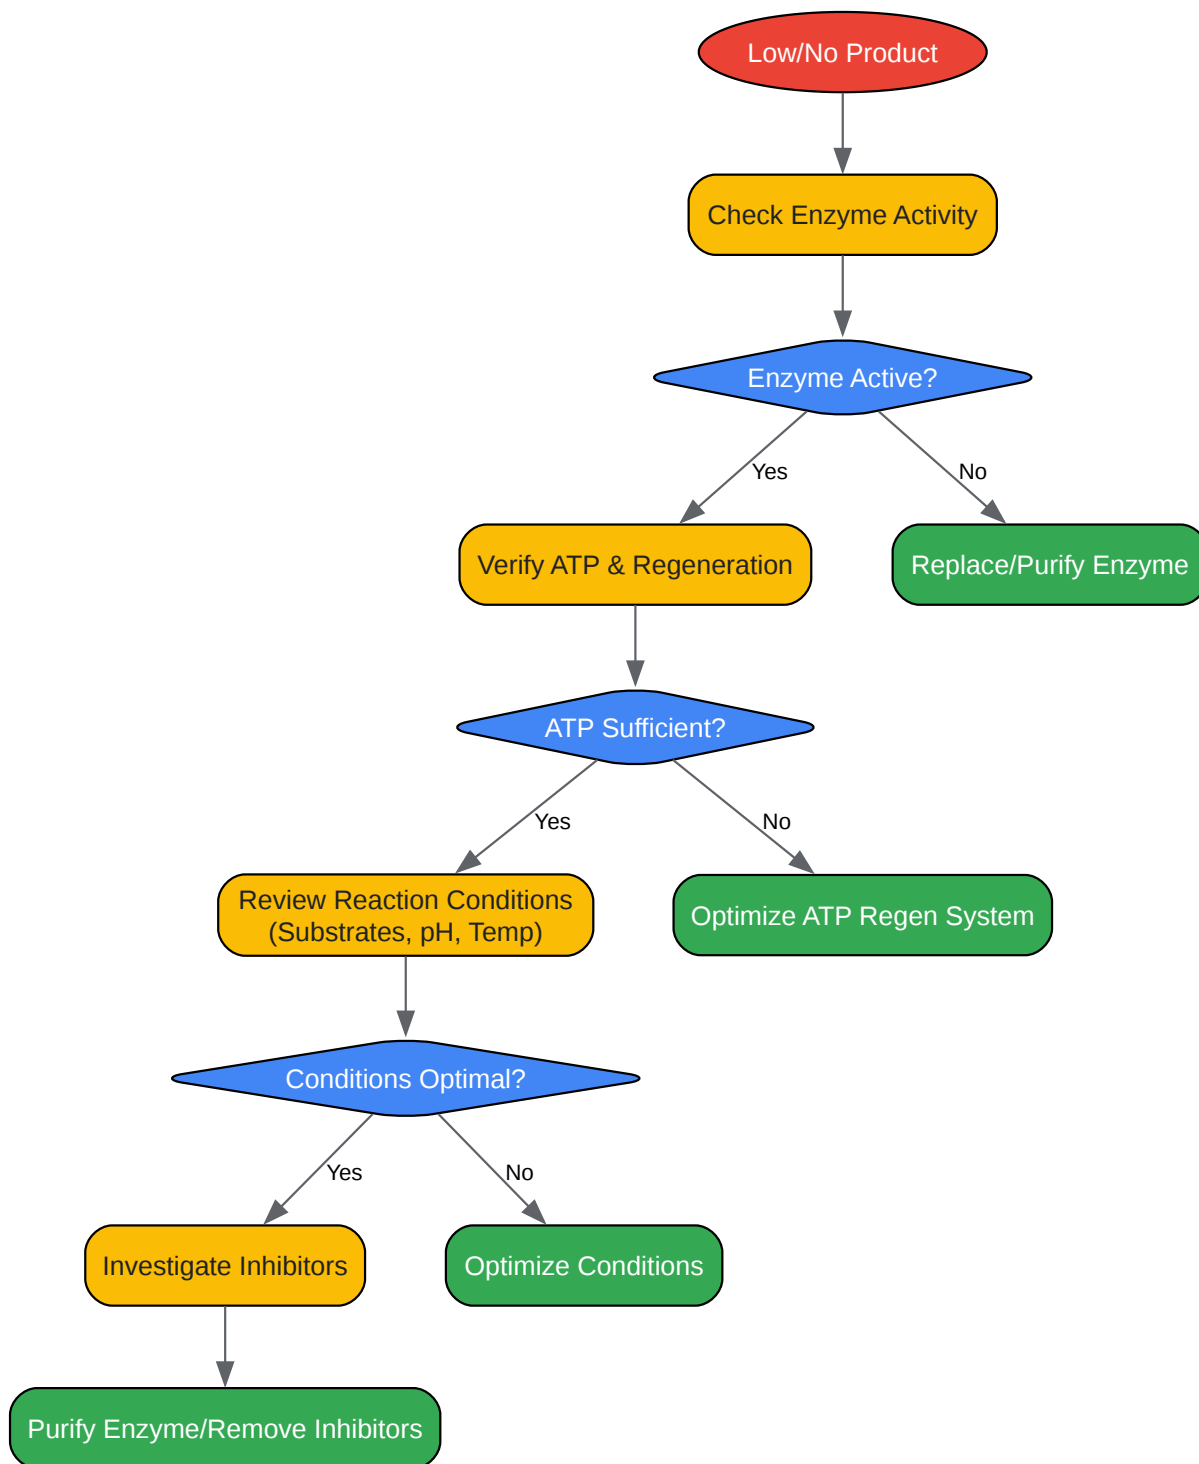 Low/No Product
Check Enzyme Activity
Enzyme Active?
Yes
No
Verify ATP & Regeneration
Replace/Purify Enzyme
ATP Sufficient?
Yes
No
Review Reaction Conditions
(Substrates, pH, Temp)
Optimize ATP Regen System
Conditions Optimal?
Yes
No
Investigate Inhibitors
Optimize Conditions
Purify Enzyme/Remove Inhibitors